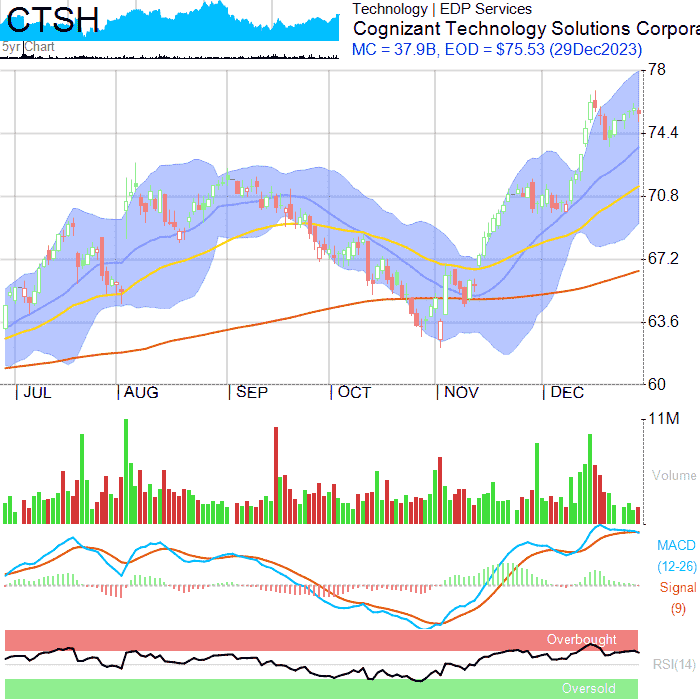 CTSH
Technology | EDP Services
Cognizant Technology Solutions Corpora
MC = 37.9B, EOD = $75.53 (29Dec2023)
5yr Chart
78
74.4
70.8
67.2
63.6
60
JUL AUG SEP OCT NOV DEC
11M
Volume
MACD
(12-26)
Signal
(9)
Overbought
RSI(14)
Oversold